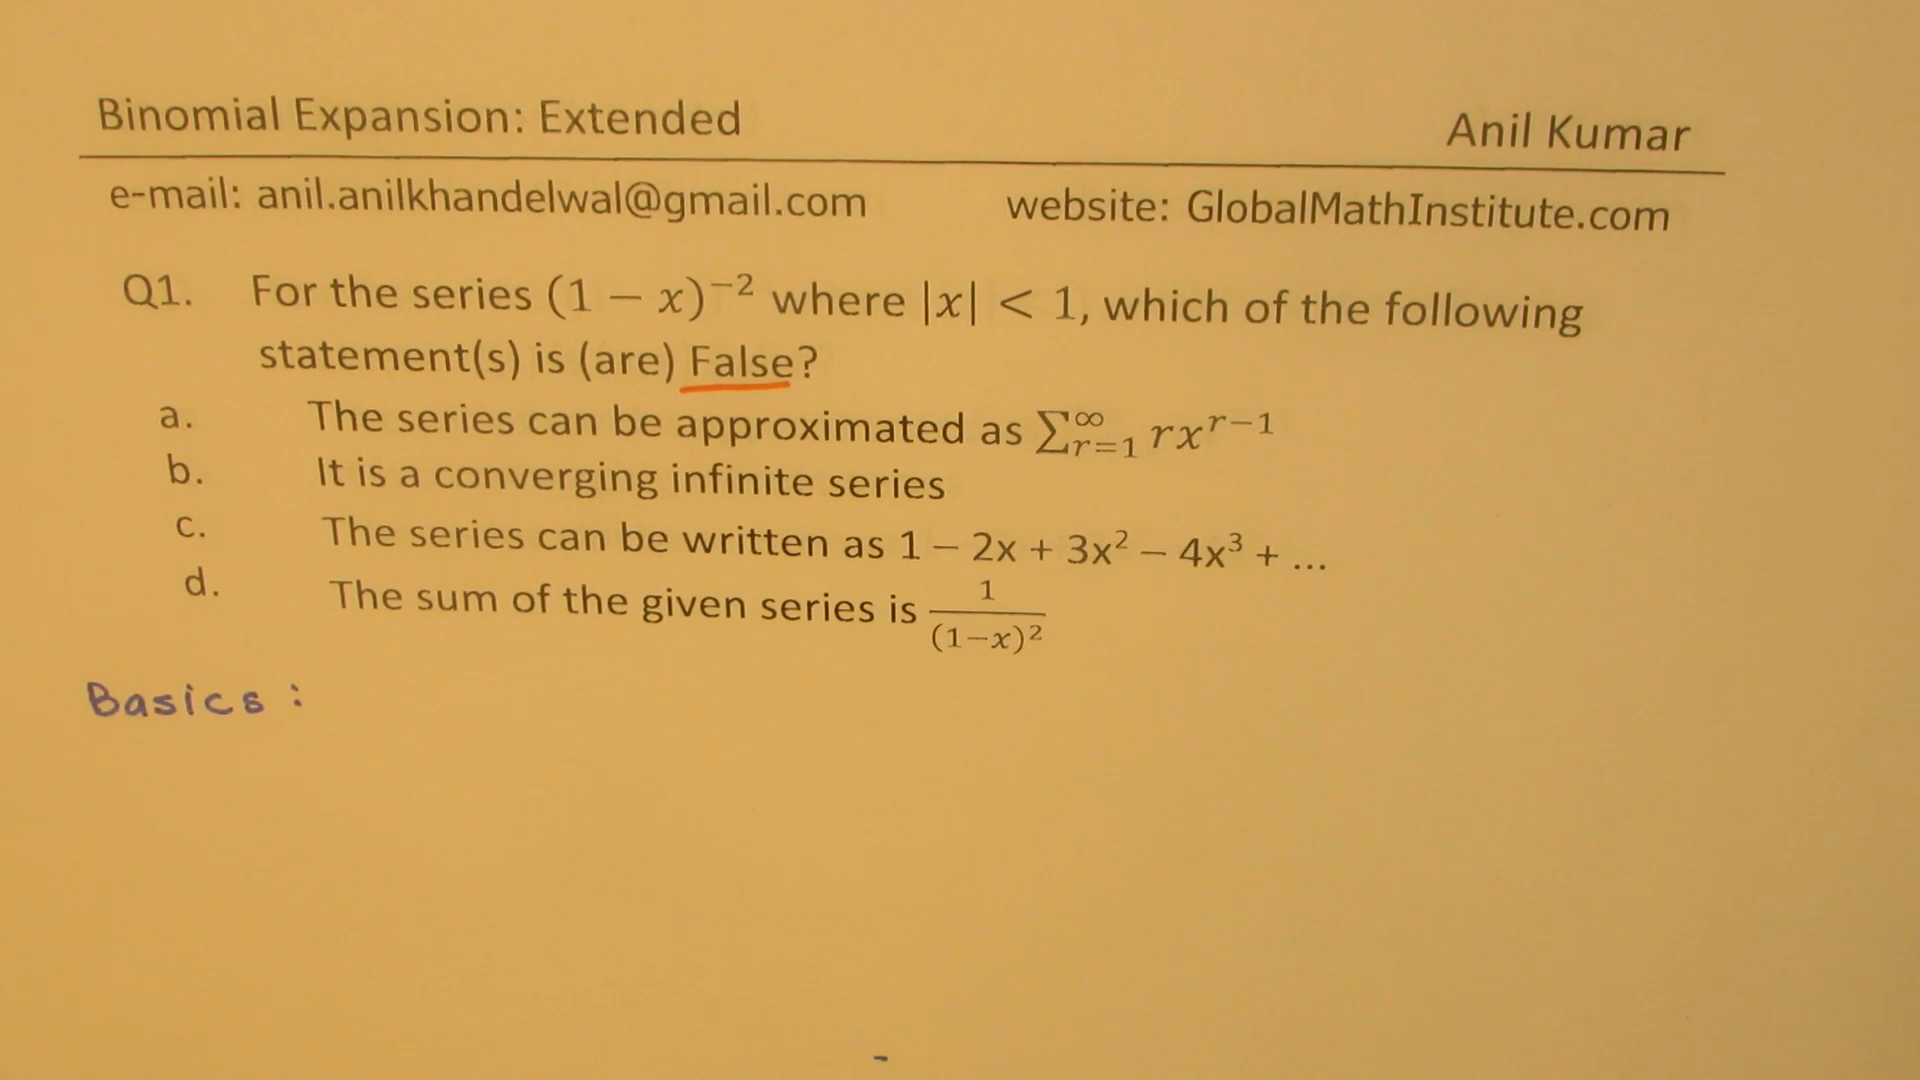 Binomial Expansion: Extended
Anil Kumar
e-mail: anil.anilkhandelwal@gmail.com website: GlobalMathInstitute.com
Q1. For the series (1 − x)⁻² where |x| < 1, which of the following
statement(s) is (are) False?
a. The series can be approximated as ∑_{r=1}^{∞} rx^{r−1}
b. It is a converging infinite series
c. The series can be written as 1 – 2x + 3x² – 4x³ + ...
d. The sum of the given series is 1/(1−x)²
Basics :